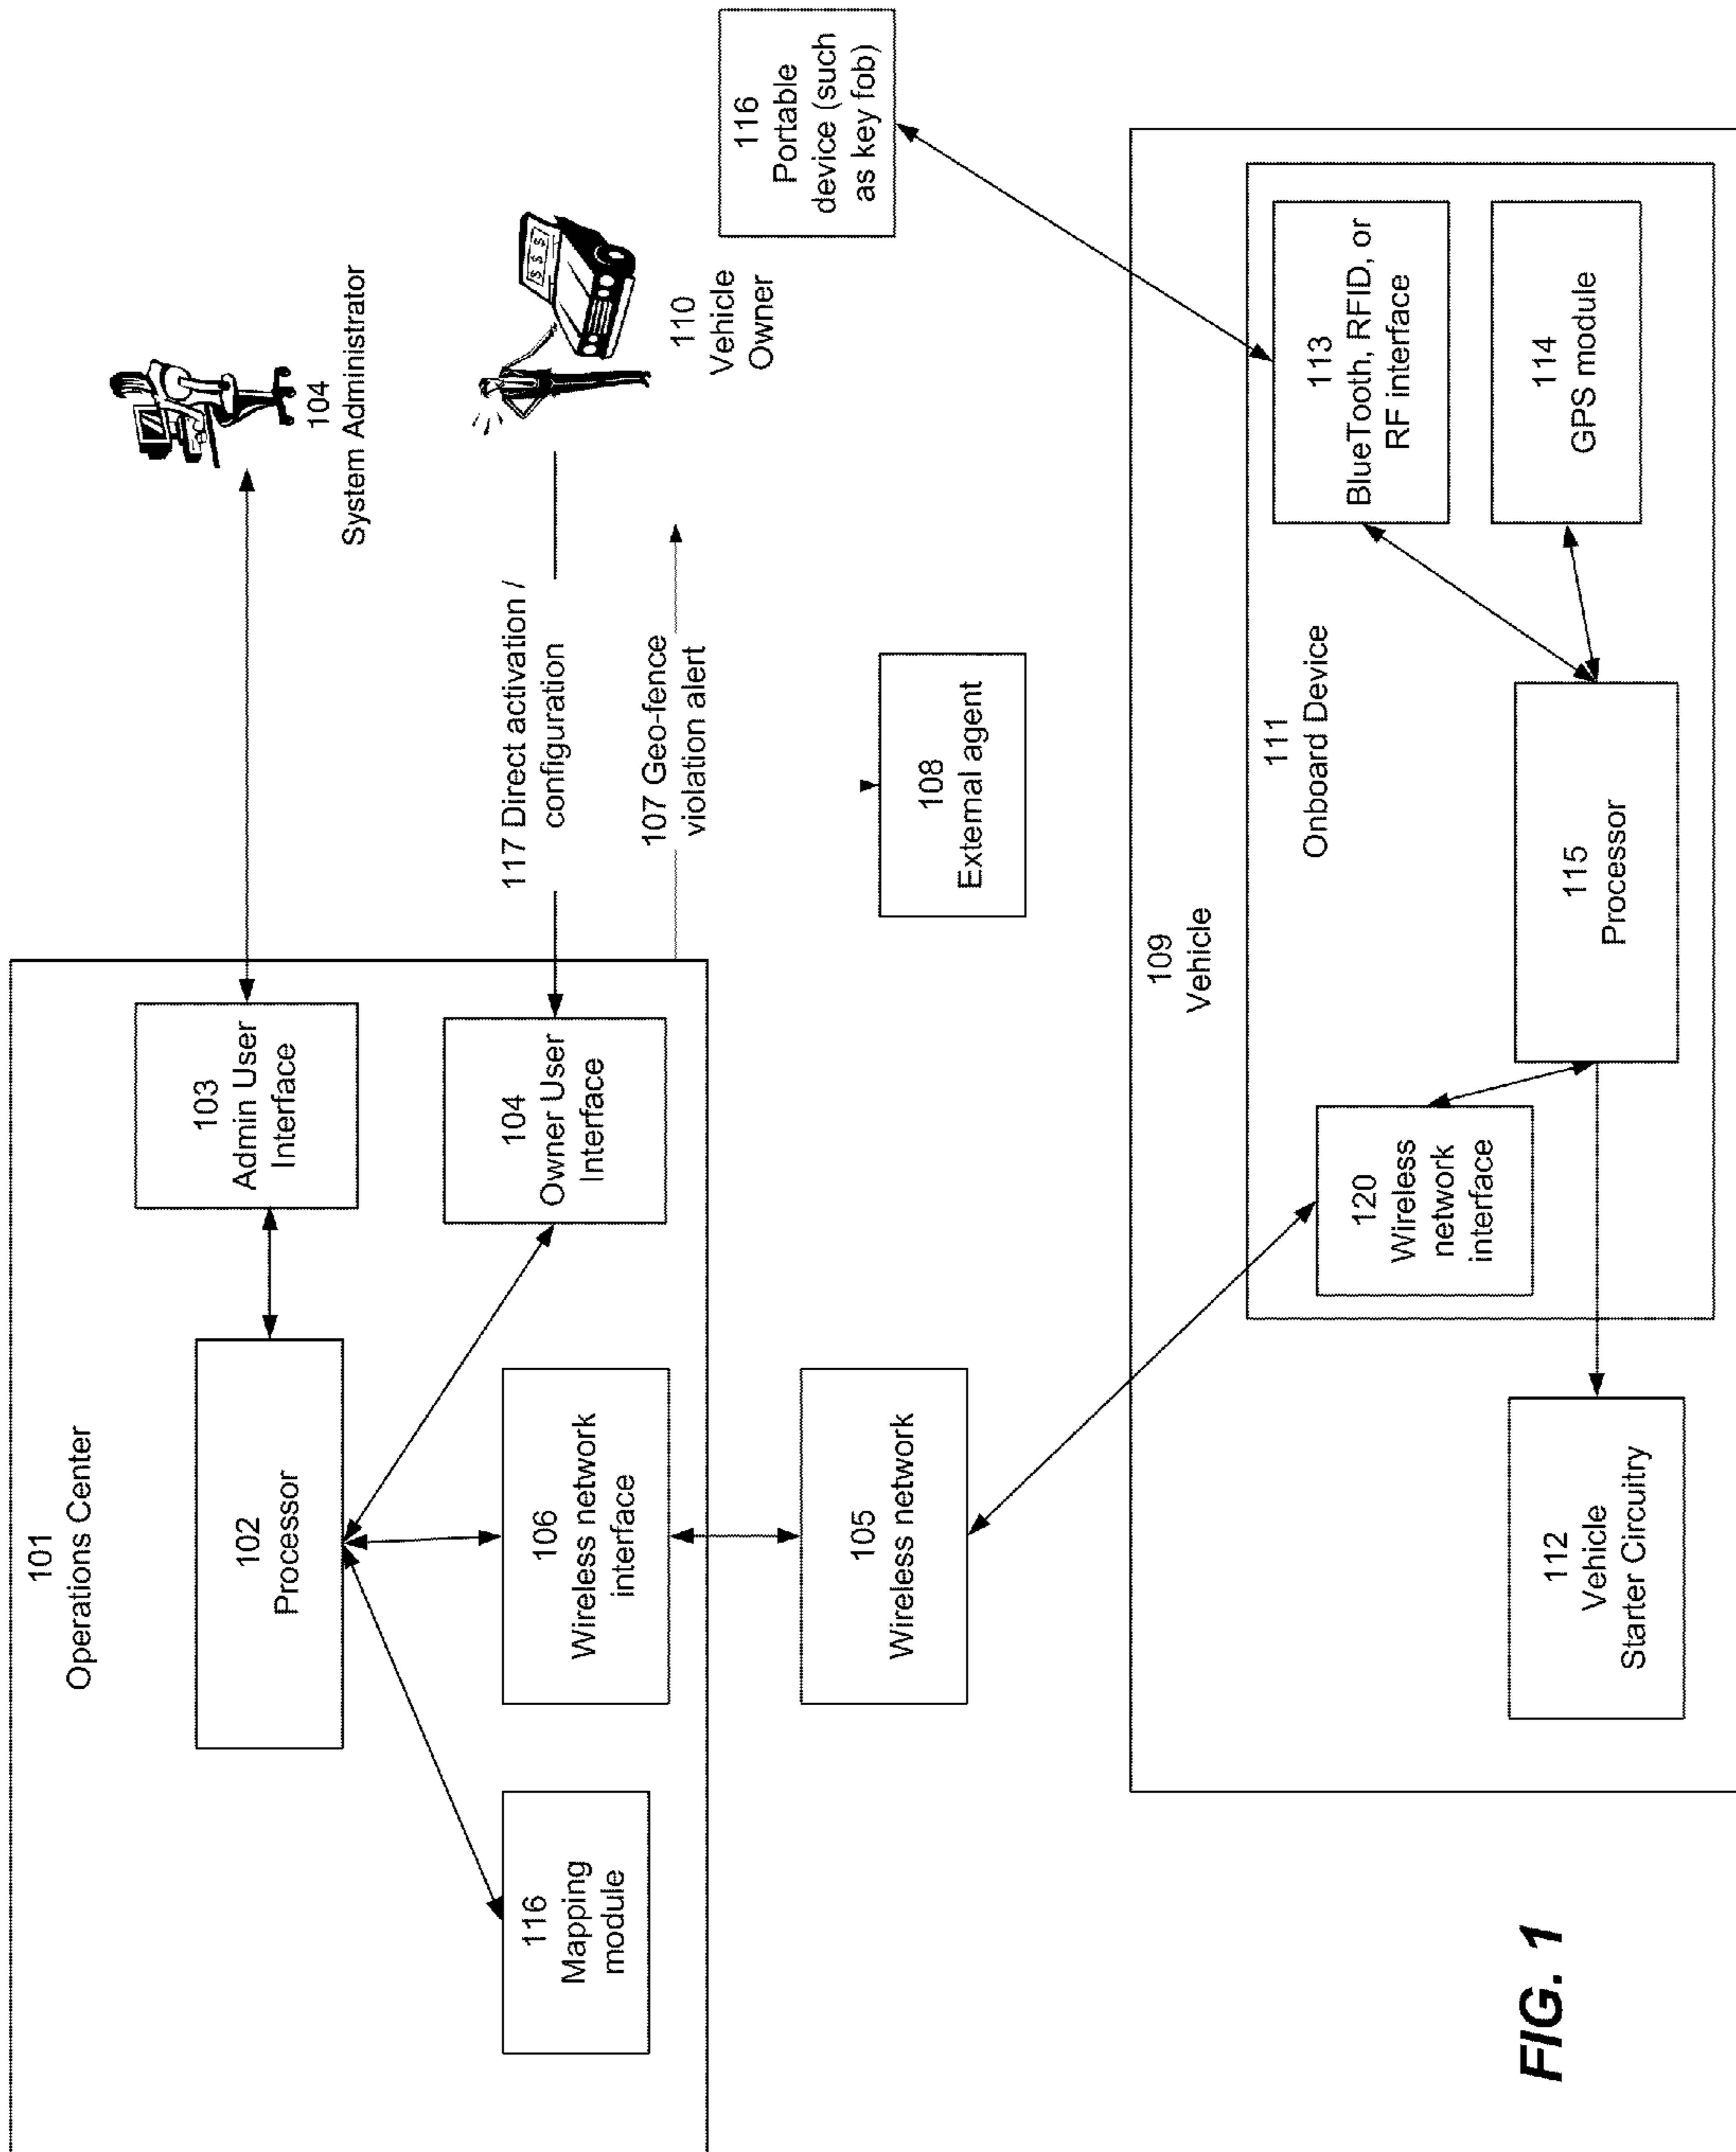 101
Operations Center
102
Processor
103
Admin User
Interface
104
System Administrator
116
Mapping
module
106
Wireless network
interface
104
Owner User
Interface
117 Direct activation /
configuration
107 Geo-fence
violation alert
110
Vehicle
Owner
$ $ $
105
Wireless network
108
External agent
116
Portable
device (such
as key fob)
109
Vehicle
111
Onboard Device
120
Wireless
network
interface
113
BlueTooth, RFID, or
RF interface
112
Vehicle
Starter Circuitry
115
Processor
114
GPS module
FIG. 1